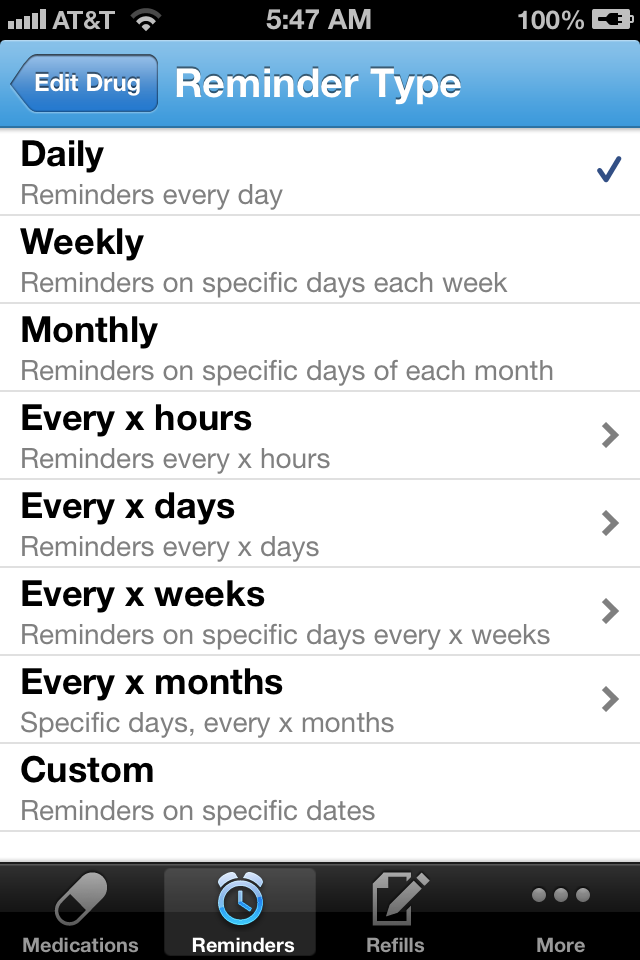 AT&T 5:47 AM 100%
Edit Drug Reminder Type
Daily
Reminders every day
Weekly
Reminders on specific days each week
Monthly
Reminders on specific days of each month
Every x hours
Reminders every x hours
Every x days
Reminders every x days
Every x weeks
Reminders on specific days every x weeks
Every x months
Specific days, every x months
Custom
Reminders on specific dates
Medications Reminders Refills More